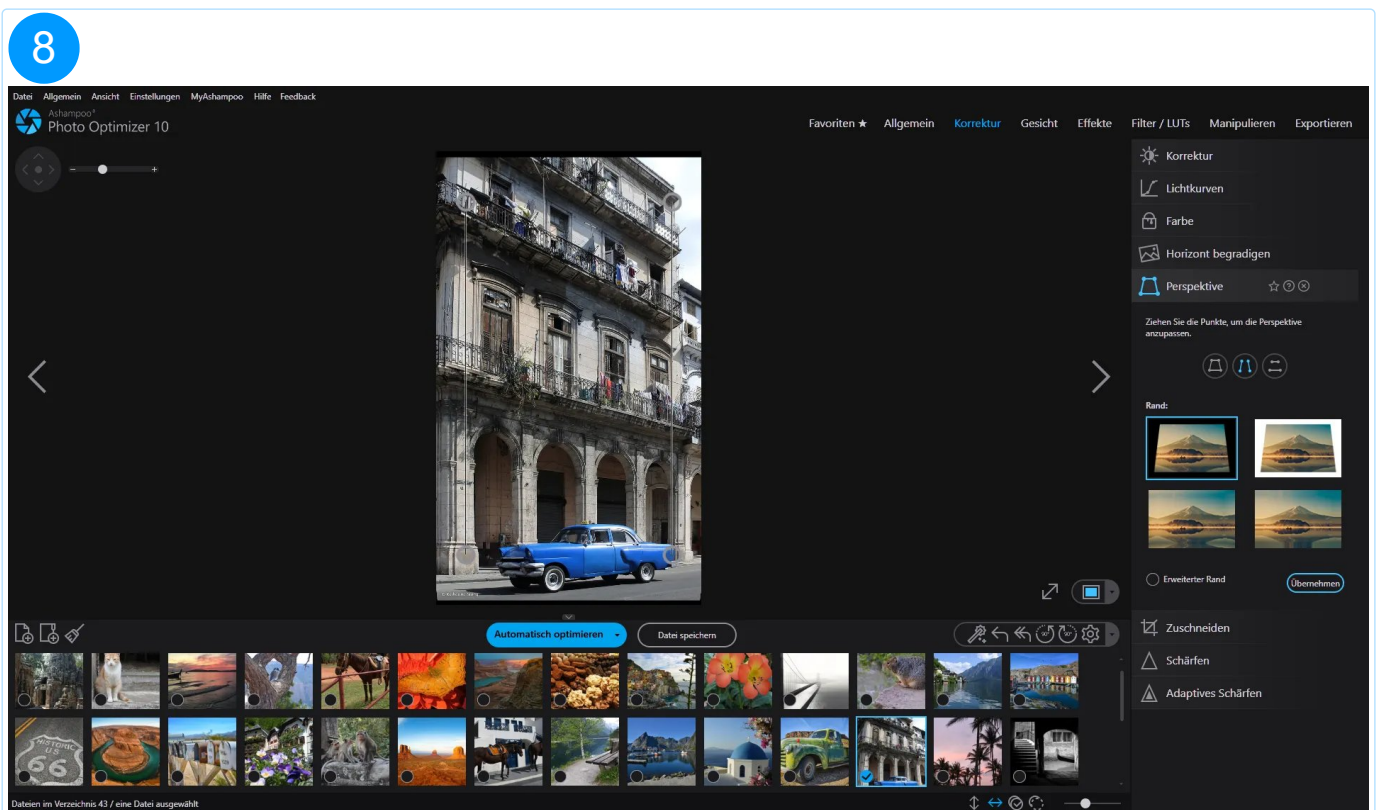 8
Datei Allgemein Ansicht Einstellungen MyAshampoo Hilfe Feedback
Ashampoo®
Photo Optimizer 10
Favoriten ★ Allgemein Korrektur Gesicht Effekte Filter / LUTs Manipulieren Exportieren
Korrektur
Lichtkurven
Farbe
Horizont begradigen
Perspektive
Ziehen Sie die Punkte, um die Perspektive
anzupassen.
Rand:
Erweiterter Rand
Übernehmen
Automatisch optimieren
Datei speichern
90°
90°
Zuschneiden
Schärfen
Adaptives Schärfen
HISTORIC
U S
66
Dateien im Verzeichnis 43 / eine Datei ausgewählt